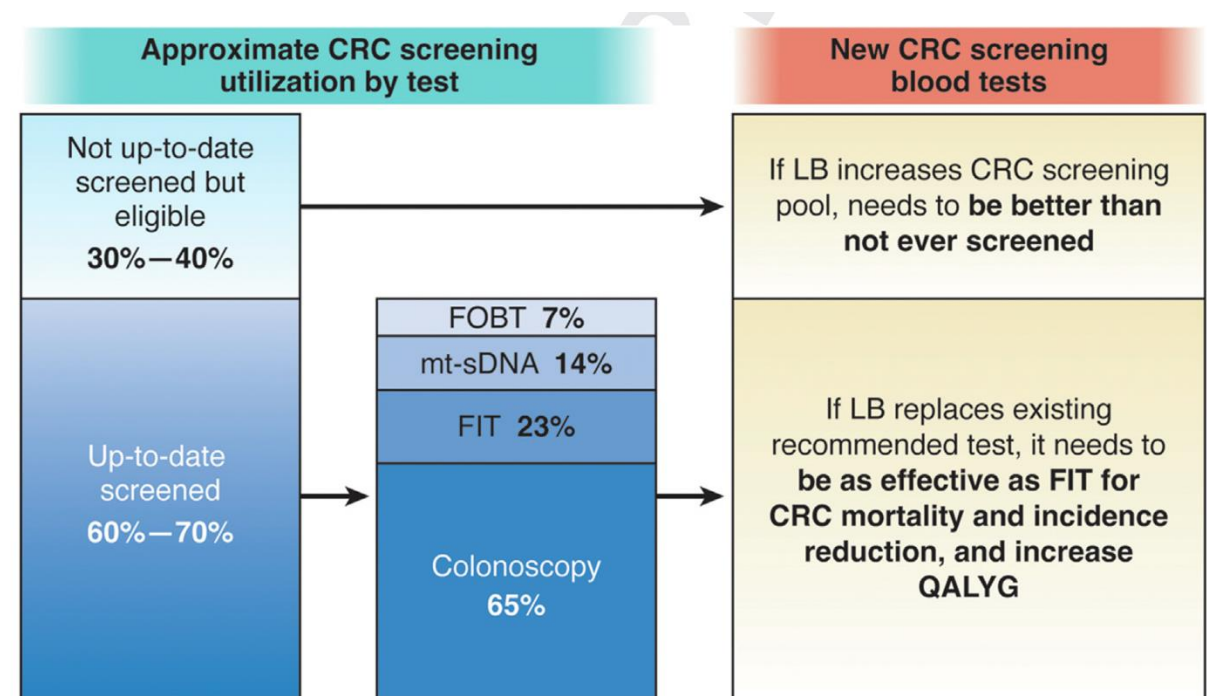 Approximate CRC screening
utilization by test
New CRC screening
blood tests
Not up-to-date
screened but
eligible
30%—40%
If LB increases CRC screening
pool, needs to be better than
not ever screened
Up-to-date
screened
60%—70%
FOBT 7%
mt-sDNA 14%
FIT 23%
Colonoscopy
65%
If LB replaces existing
recommended test, it needs to
be as effective as FIT for
CRC mortality and incidence
reduction, and increase
QALYG